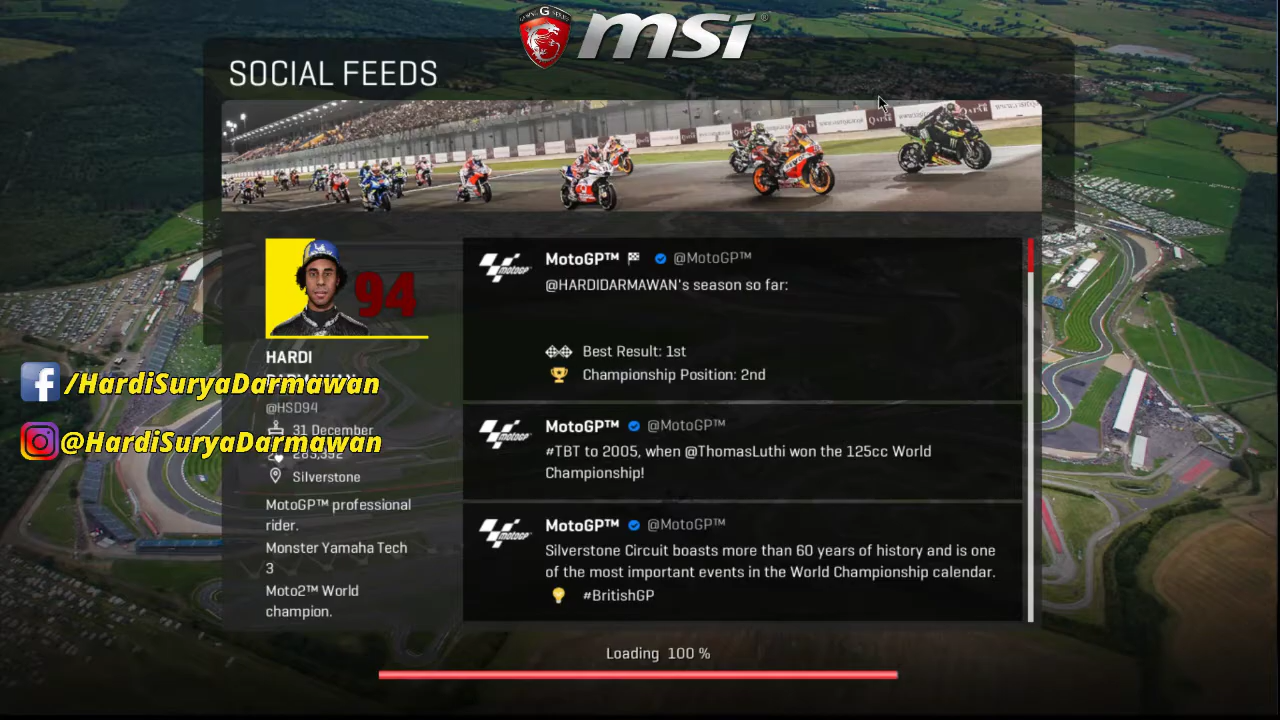 msi
SOCIAL FEEDS
94
HARDI
/HardiSuryaDarmawan
@HSD94
31 December
@HardiSuryaDarmawan
Silverstone
MotoGP™ professional
rider.
Monster Yamaha Tech
3
Moto2™ World
champion.
MotoGP™ @MotoGP™
@HARDIDARMAWAN's season so far:
Best Result: 1st
Championship Position: 2nd
MotoGP™ @MotoGP™
#TBT to 2005, when @ThomasLuthi won the 125cc World
Championship!
MotoGP™ @MotoGP™
Silverstone Circuit boasts more than 60 years of history and is one
of the most important events in the World Championship calendar.
#BritishGP
Loading 100 %